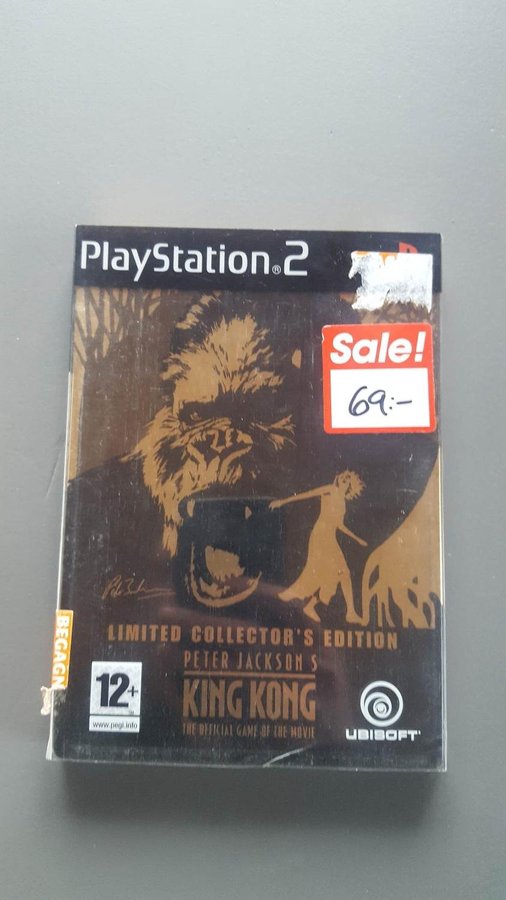 PlayStation®2
Sale!
69:-
LIMITED COLLECTOR'S EDITION
PETER JACKSON'S
KING KONG
THE OFFICIAL GAME OF THE MOVIE
BEGAGN
12+
www.pegi.info
UBISOFT